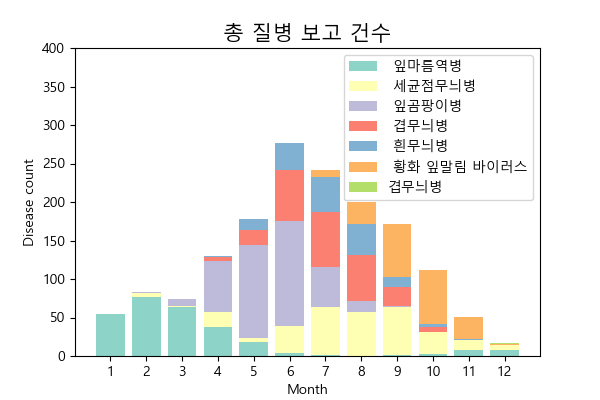 총 질병 보고 건수
400
350
300
250
200
150
100
50
0
Disease count
잎마름역병
세균점무늬병
잎곰팡이병
겹무늬병
흰무늬병
황화 잎말림 바이러스
겹무늬병
1 2 3 4 5 6 7 8 9 10 11 12
Month